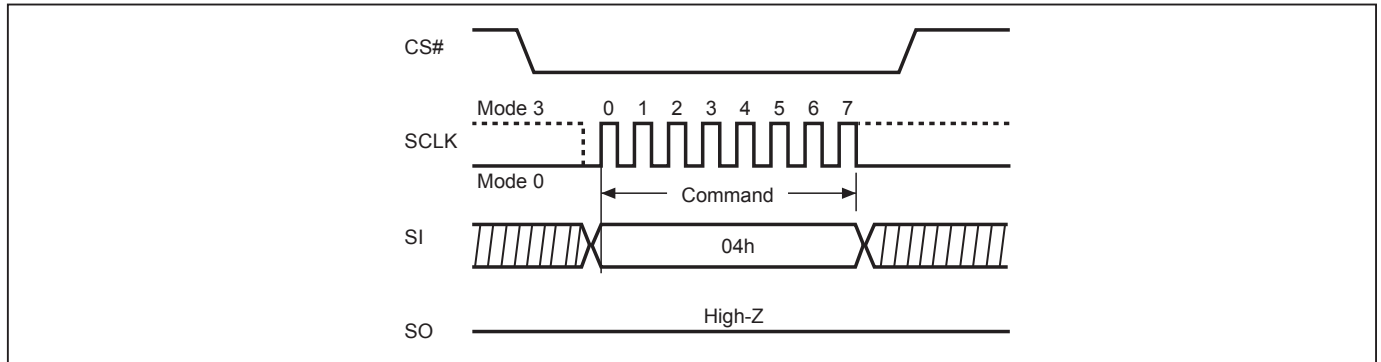 CS#
Mode 3
0 1 2 3 4 5 6 7
SCLK
Mode 0
Command
SI
04h
High-Z
SO